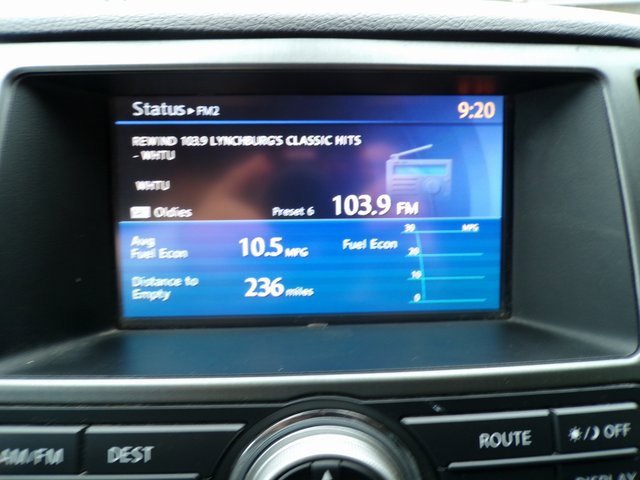 Status ▸ FM2 9:20
REWIND 103.9 LYNCHBURG'S CLASSIC HITS
- WHTU
WHTU
Oldies Preset 6 103.9 FM
Avg Fuel Econ 10.5 MPG
Fuel Econ
30 MPG
20
10
0
Distance to Empty 236 miles
AM/FM DEST ROUTE OFF
DISPLAY